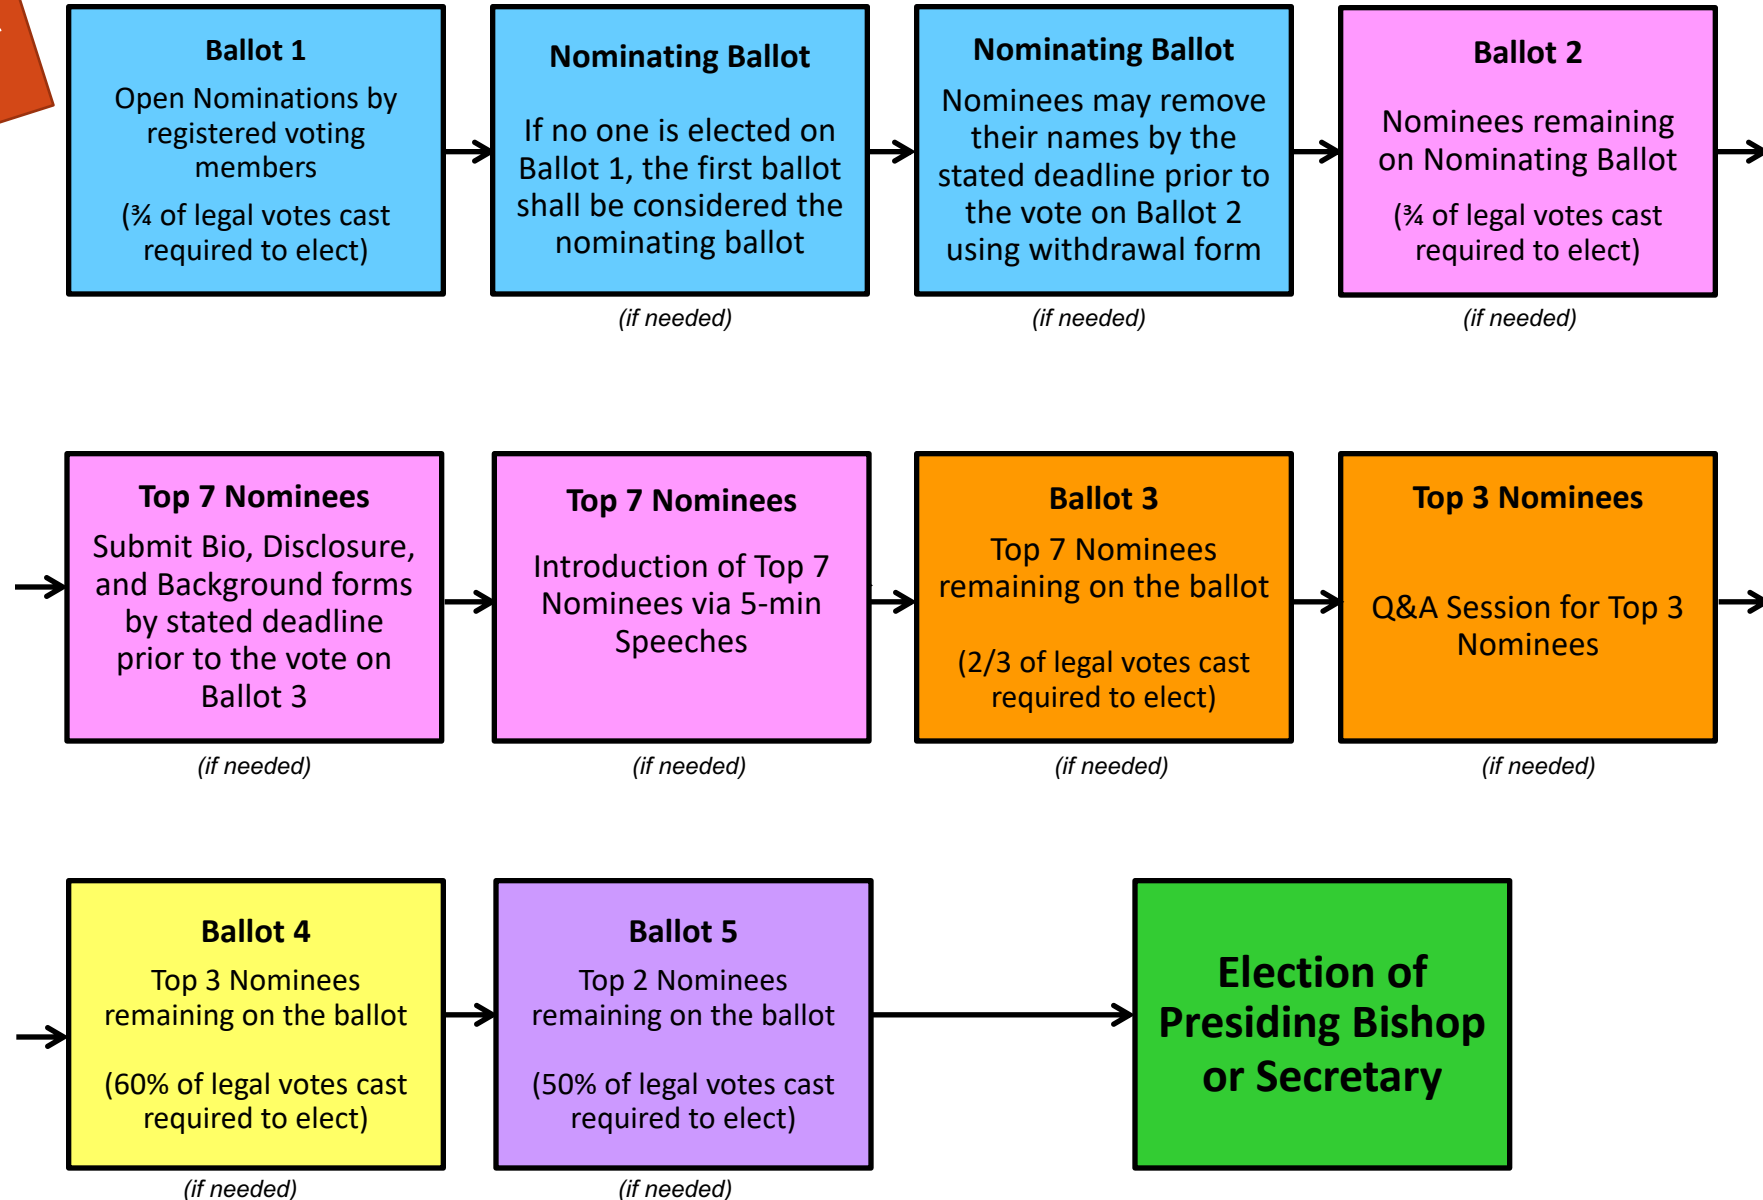 Ballot 1
Open Nominations by
registered voting
members
(¾ of legal votes cast
required to elect)
Nominating Ballot
If no one is elected on
Ballot 1, the first ballot
shall be considered the
nominating ballot
(if needed)
Nominating Ballot
Nominees may remove
their names by the
stated deadline prior to
the vote on Ballot 2
using withdrawal form
(if needed)
Ballot 2
Nominees remaining
on Nominating Ballot
(¾ of legal votes cast
required to elect)
(if needed)
Top 7 Nominees
Submit Bio, Disclosure,
and Background forms
by stated deadline
prior to the vote on
Ballot 3
(if needed)
Top 7 Nominees
Introduction of Top 7
Nominees via 5-min
Speeches
(if needed)
Ballot 3
Top 7 Nominees
remaining on the ballot
(2/3 of legal votes cast
required to elect)
(if needed)
Top 3 Nominees
Q&A Session for Top 3
Nominees
(if needed)
Ballot 4
Top 3 Nominees
remaining on the ballot
(60% of legal votes cast
required to elect)
(if needed)
Ballot 5
Top 2 Nominees
remaining on the ballot
(50% of legal votes cast
required to elect)
(if needed)
Election of
Presiding Bishop
or Secretary